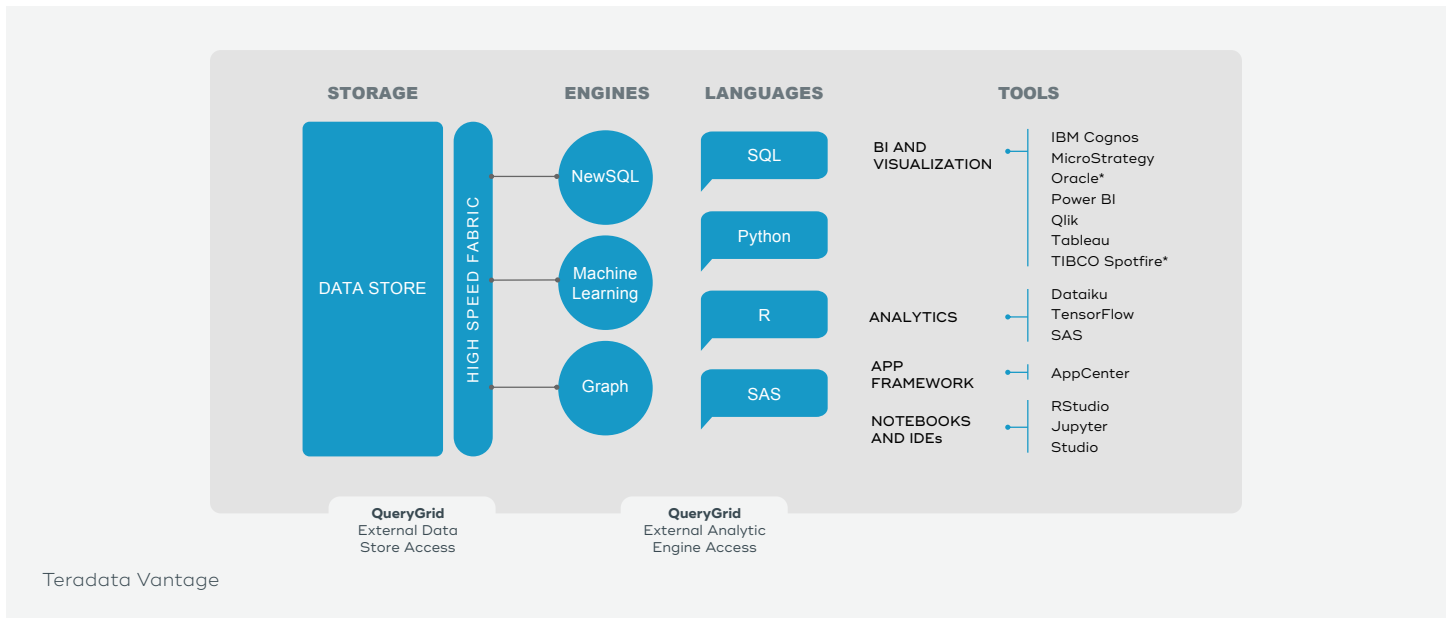 STORAGE
ENGINES
LANGUAGES
TOOLS
DATA STORE
HIGH SPEED FABRIC
NewSQL
Machine
Learning
Graph
SQL
Python
R
SAS
BI AND
VISUALIZATION
IBM Cognos
MicroStrategy
Oracle*
Power BI
Qlik
Tableau
TIBCO Spotfire*
ANALYTICS
Dataiku
TensorFlow
SAS
APP
FRAMEWORK
AppCenter
NOTEBOOKS
AND IDEs
RStudio
Jupyter
Studio
QueryGrid
External Data
Store Access
QueryGrid
External Analytic
Engine Access
Teradata Vantage